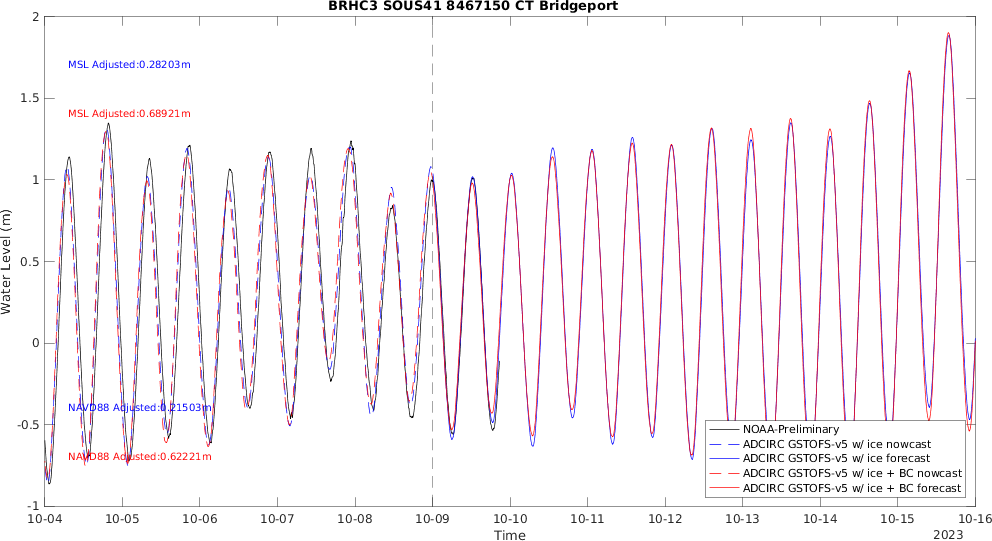 BRHC3 SOUS41 8467150 CT Bridgeport
2
MSL Adjusted:0.28203m
1.5
MSL Adjusted:0.68921m
1
Water Level (m)
0.5
0
NAVD88 Adjusted:0.21503m
-0.5
NOAA-Preliminary
ADCIRC GSTOFS-v5 w/ ice nowcast
NAVD88 Adjusted:0.62221m
ADCIRC GSTOFS-v5 w/ ice forecast
ADCIRC GSTOFS-v5 w/ ice + BC nowcast
ADCIRC GSTOFS-v5 w/ ice + BC forecast
-1
10-04 10-05 10-06 10-07 10-08 10-09 10-10 10-11 10-12 10-13 10-14 10-15 10-16
Time
2023